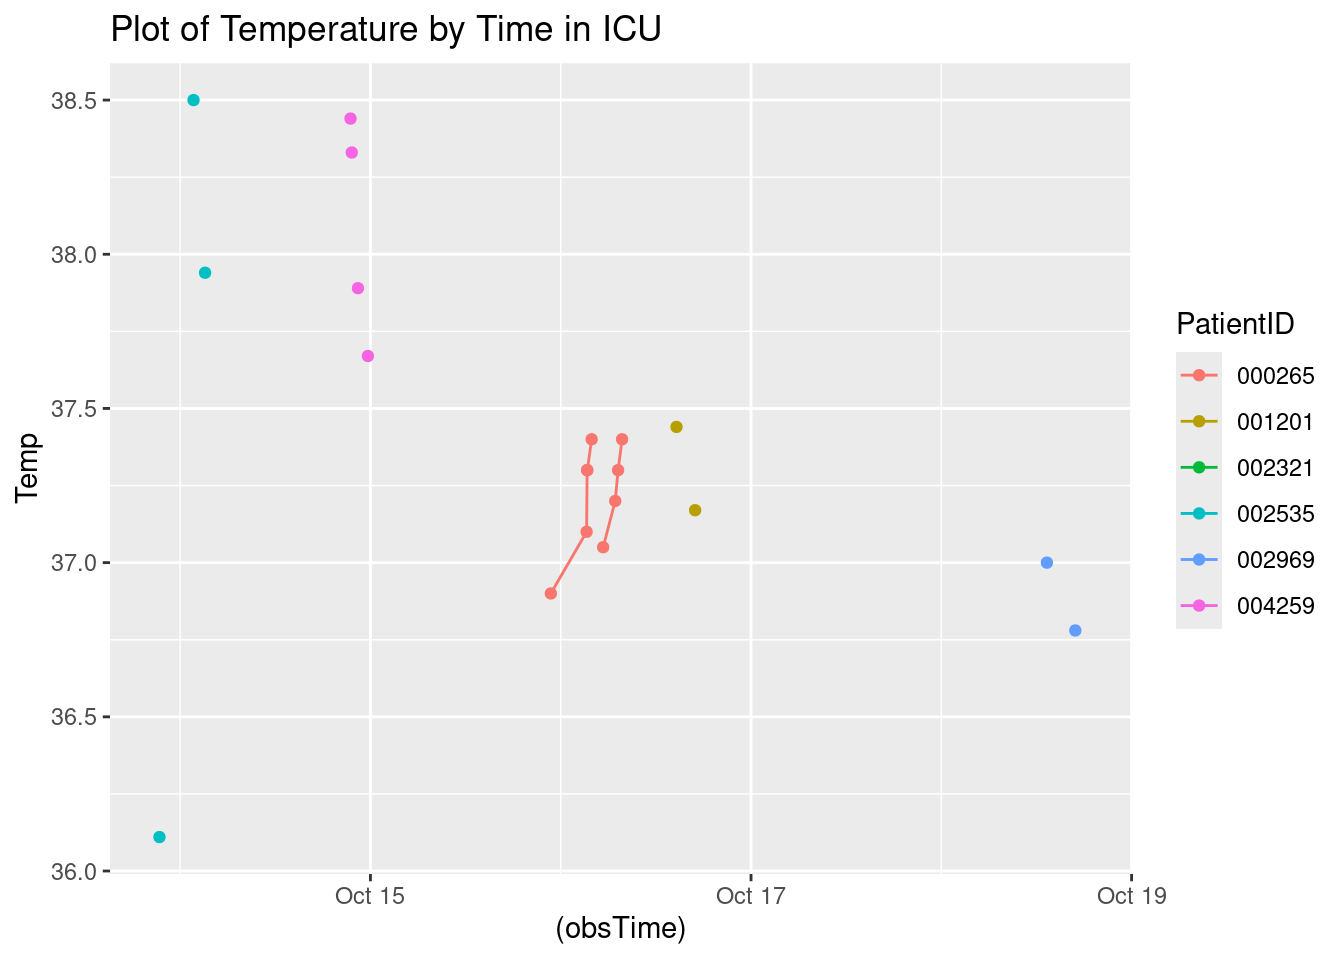 Plot of Temperature by Time in ICU
38.5
38.0
37.5
37.0
36.5
36.0
Temp
Oct 15
Oct 17
Oct 19
(obsTime)
PatientID
000265
001201
002321
002535
002969
004259